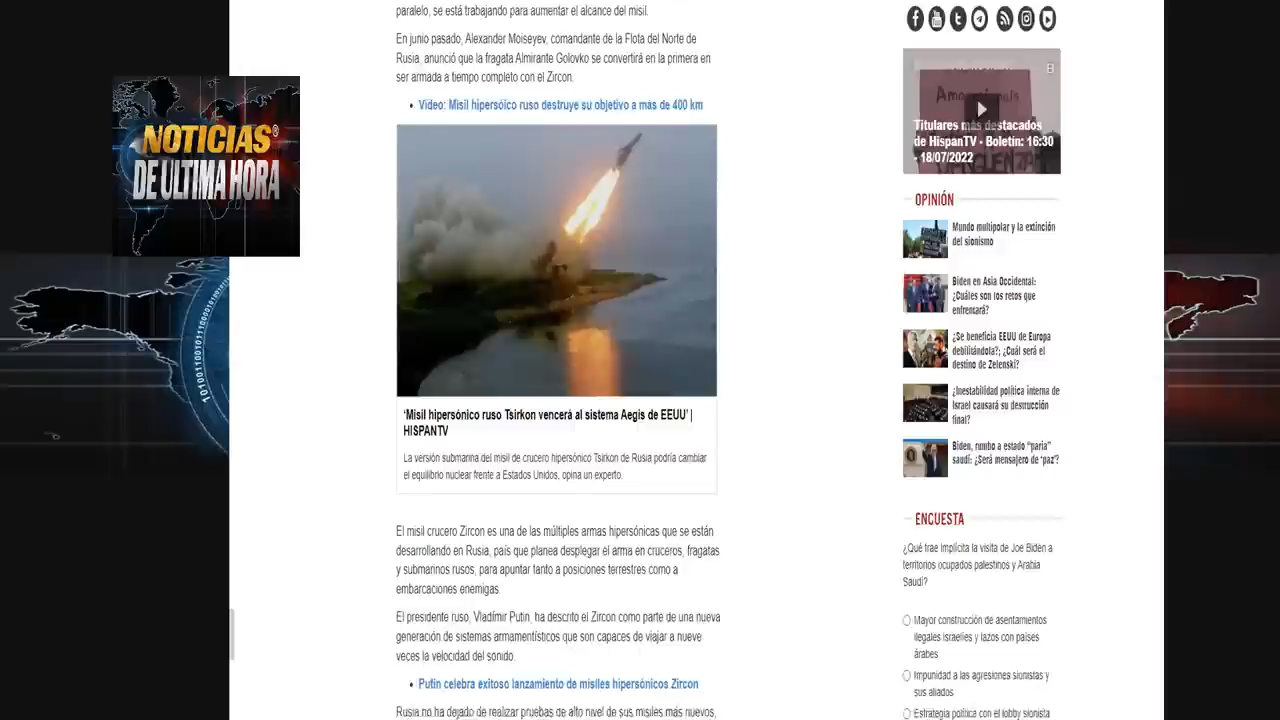 paralelo, se está trabajando para aumentar el alcance del misil.
En junio pasado, Alexander Moiseyev, comandante de la Flota del Norte de
Rusia, anunció que la fragata Almirante Golovko se convertirá en la primera en
ser armada a tiempo completo con el Zircon.
• Vídeo: Misil hipersóico ruso destruye su objetivo a más de 400 km
NOTICIAS®
DE ULTIMA HORA
‘Misil hipersónico ruso Tsirkon vencerá al sistema Aegis de EEUU’ |
HISPANTV
La versión submarina del misil de crucero hipersónico Tsirkon de Rusia podría cambiar
el equilibrio nuclear frente a Estados Unidos, opina un experto.
El misil crucero Zircon es una de las múltiples armas hipersónicas que se están
desarrollando en Rusia, país que planea desplegar el arma en cruceros, fragatas
y submarinos rusos, para apuntar tanto a posiciones terrestres como a
embarcaciones enemigas.
El presidente ruso, Vladímir Putin, ha descrito el Zircon como parte de una nueva
generación de sistemas armamentísticos que son capaces de viajar a nueve
veces la velocidad del sonido.
• Putin celebra exitoso lanzamiento de misiles hipersónicos Zircon
Rusia no ha dejado de realizar pruebas de alto nivel de sus misiles más nuevos,
Titulares más destacados
de HispanTV - Boletín: 16:30
- 18/07/2022
OPINIÓN
Mundo multipolar y la extinción
del sionismo
Biden en Asia Occidental:
¿Cuáles son los retos que
enfrentará?
¿Se beneficia EEUU de Europa
debilitándola?; ¿Cuál será el
destino de Zelenski?
¿Inestabilidad política interna de
Israel causará su destrucción
final?
Biden, rumbo a estado “paria”
saudí: ¿Será mensajero de ‘paz’?
ENCUESTA
¿Qué trae implícita la visita de Joe Biden a
territorios ocupados palestinos y Arabia
Saudí?
Mayor construcción de asentamientos
ilegales israelíes y lazos con países
árabes
Impunidad a las agresiones sionistas y
sus aliados
Estrategia política con el lobby sionista